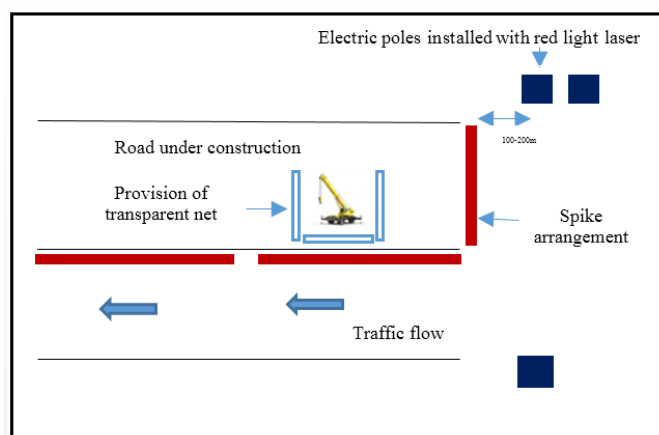 Electric poles installed with red light laser
100-200m
Road under construction
Provision of
transparent net
Spike
arrangement
Traffic flow